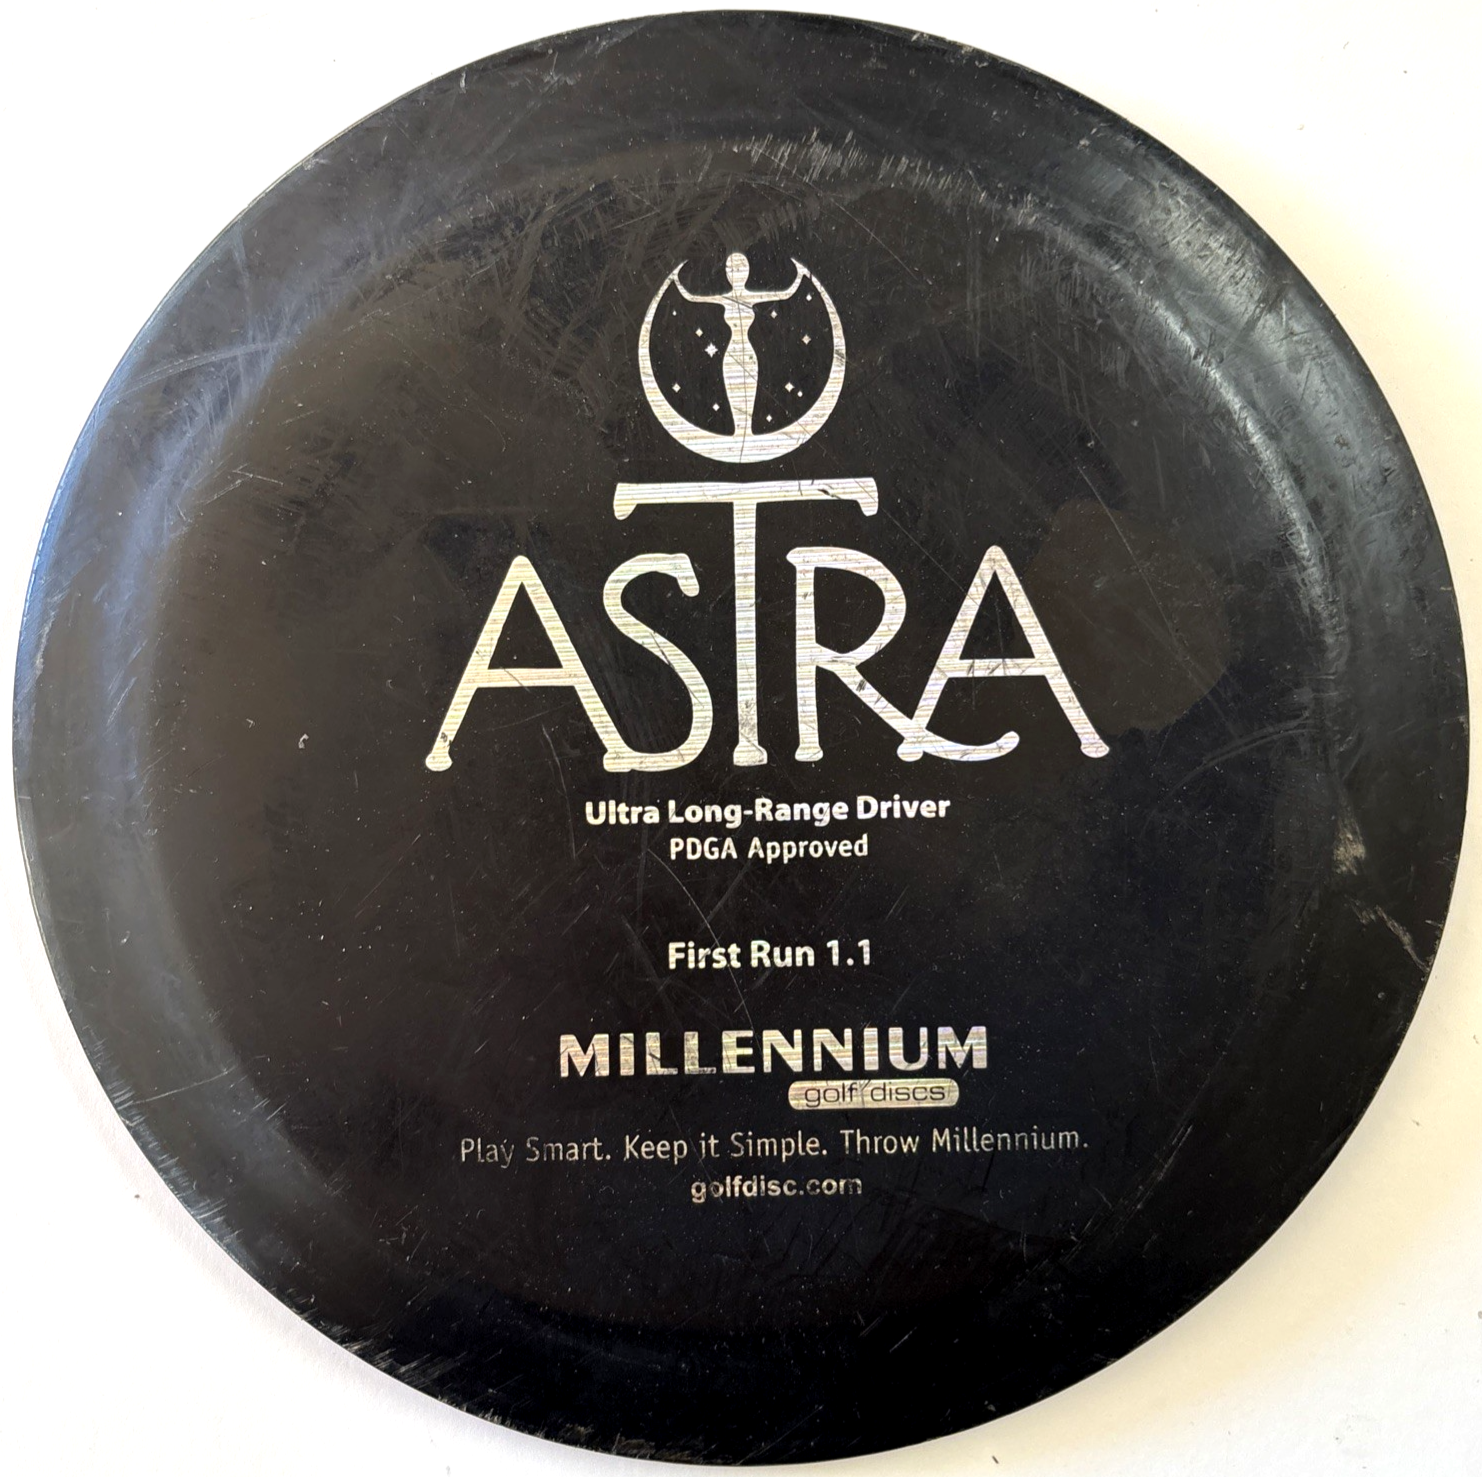 ASTRA
Ultra Long-Range Driver
PDGA Approved
First Run 1.1
MILLENNIUM
golf discs
Play Smart. Keep it Simple. Throw Millennium.
golfdisc.com